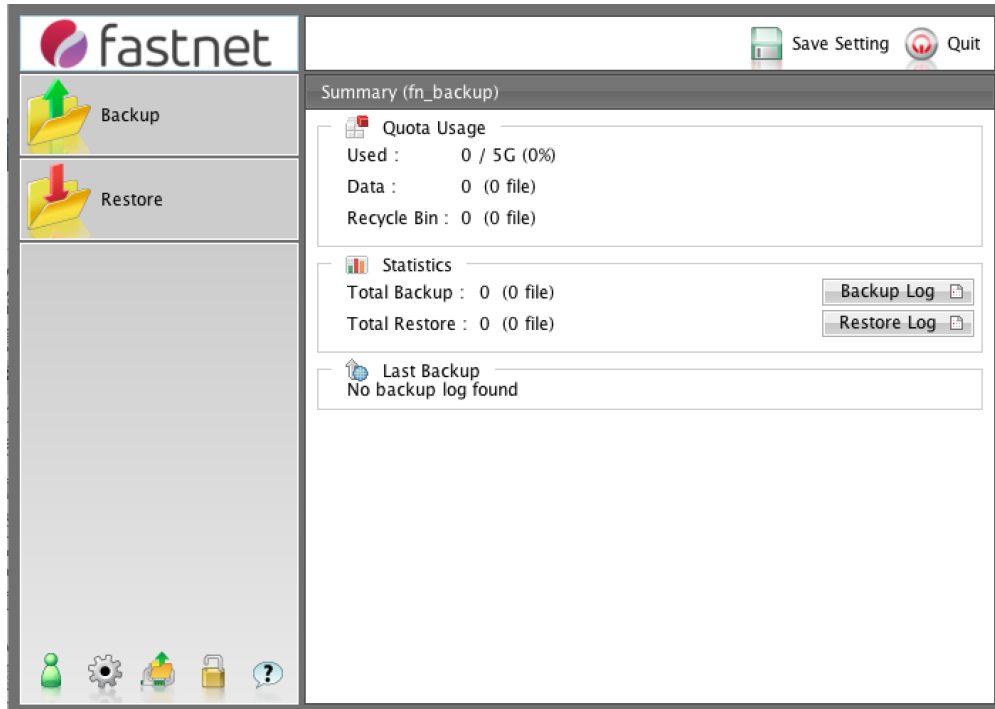 fastnet
Save Setting
Quit
Backup
Restore
Summary (fn_backup)
Quota Usage
Used : 0 / 5G (0%)
Data : 0 (0 file)
Recycle Bin : 0 (0 file)
Statistics
Total Backup : 0 (0 file)
Backup Log
Total Restore : 0 (0 file)
Restore Log
Last Backup
No backup log found
?